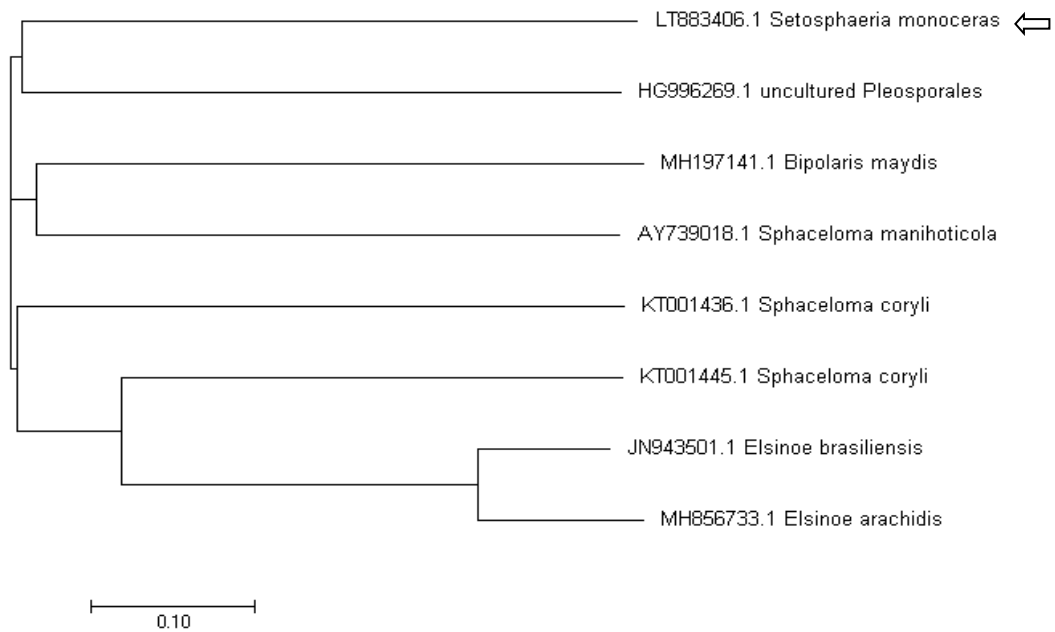 LT883406.1 Setosphaeria monoceras
HG996269.1 uncultured Pleosporales
MH197141.1 Bipolaris maydis
AY739018.1 Sphaceloma manihoticola
KT001436.1 Sphaceloma coryli
KT001445.1 Sphaceloma coryli
JN943501.1 Elsinoe brasiliensis
MH856733.1 Elsinoe arachidis
0.10